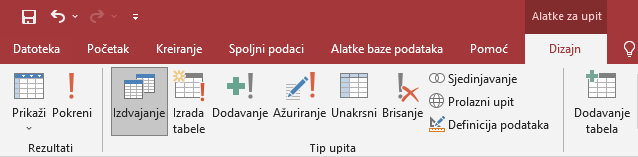 Alatke za upit
Datoteka Početak Kreiranje Spoljni podaci Alatke baze podataka Pomoć Dizajn
Prikaži Pokreni Izdvajanje Izrada tabele Dodavanje Ažuriranje Unakrsni Brisanje
Sjedinjavanje
Prolazni upit
Definicija podataka
Dodavanje tabela
Rezultati Tip upita